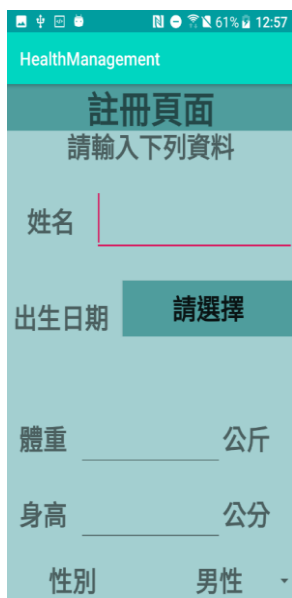 61% 12:57
HealthManagement
註冊頁面
請輸入下列資料
姓名
出生日期 請選擇
體重 公斤
身高 公分
性別 男性